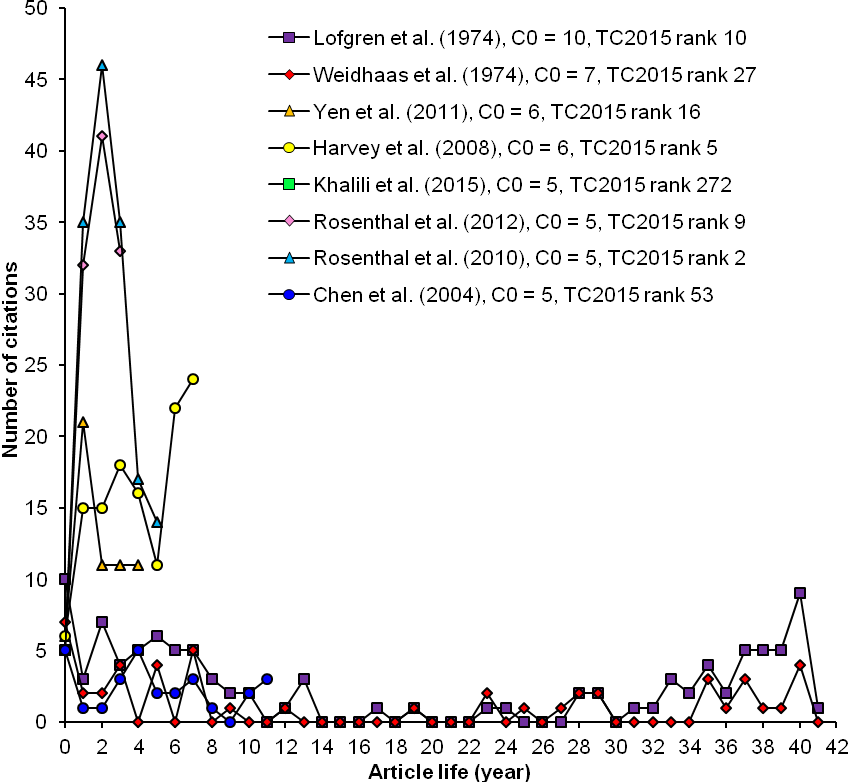 Number of citations
50
45
40
35
30
25
20
15
10
5
0
Lofgren et al. (1974), C0 = 10, TC2015 rank 10
Weidhaas et al. (1974), C0 = 7, TC2015 rank 27
Yen et al. (2011), C0 = 6, TC2015 rank 16
Harvey et al. (2008), C0 = 6, TC2015 rank 5
Khalili et al. (2015), C0 = 5, TC2015 rank 272
Rosenthal et al. (2012), C0 = 5, TC2015 rank 9
Rosenthal et al. (2010), C0 = 5, TC2015 rank 2
Chen et al. (2004), C0 = 5, TC2015 rank 53
0 2 4 6 8 10 12 14 16 18 20 22 24 26 28 30 32 34 36 38 40 42
Article life (year)